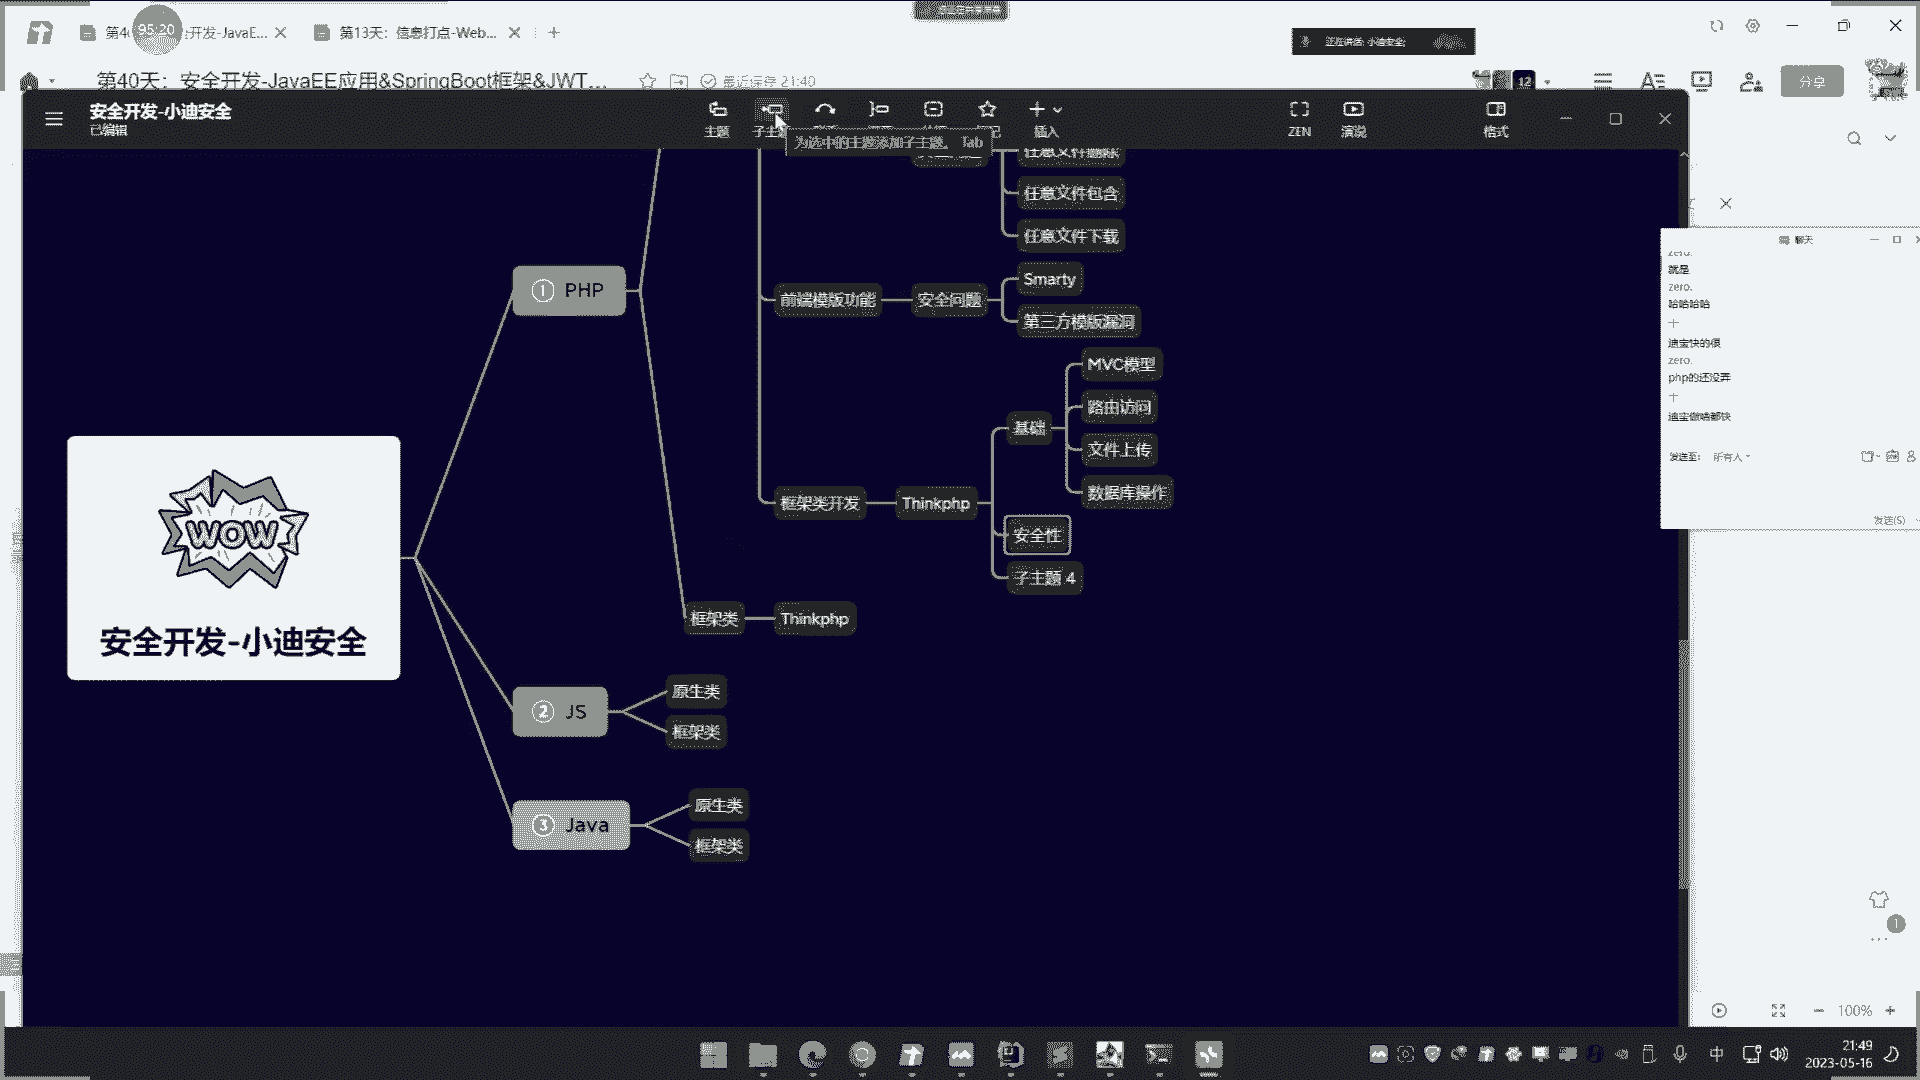 95:20
第40
开发-JavaE...
第13天：信息打点-Web...
正在讲话: 小迪安全;
第40天：安全开发-JavaEE应用&SpringBoot框架&JWT...
最近保存 21:40
12
分享
安全开发-小迪安全
已编辑
主题
子主题
插入
ZEN
演说
格式
为选中的主题添加子主题。 Tab
任意文件删除
任意文件包含
任意文件下载
前端模版功能
安全问题
Smarty
第三方模版漏洞
① PHP
MVC模型
路由访问
文件上传
数据库操作
基础
框架类开发
Thinkphp
安全性
子主题 4
框架类
Thinkphp
WOW
安全开发-小迪安全
② JS
原生类
框架类
③ Java
原生类
框架类
聊天
zero.
就是
zero.
哈哈哈哈
十
迪宝快的很
zero.
php的还没弄
十
迪宝做啥都快
发送至: 所有人
发送(S)
1
100%
中
21:49
2023-05-16